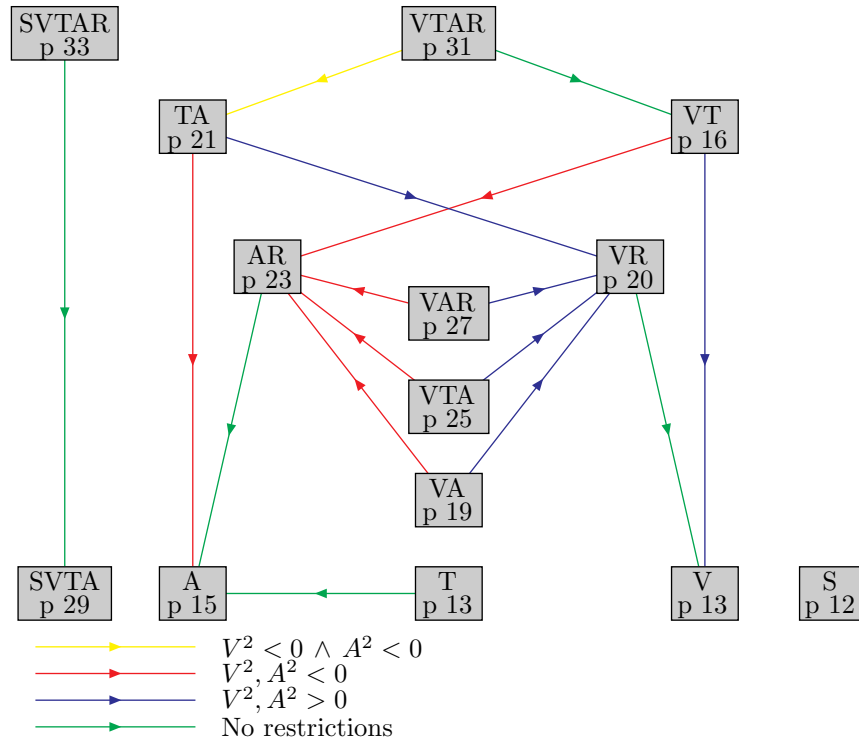 SVTAR
p 33
VTAR
p 31
TA
p 21
VT
p 16
AR
p 23
VR
p 20
VAR
p 27
VTA
p 25
VA
p 19
SVTA
p 29
A
p 15
T
p 13
V
p 13
S
p 12
V² < 0 ∧ A² < 0
V², A² < 0
V², A² > 0
No restrictions